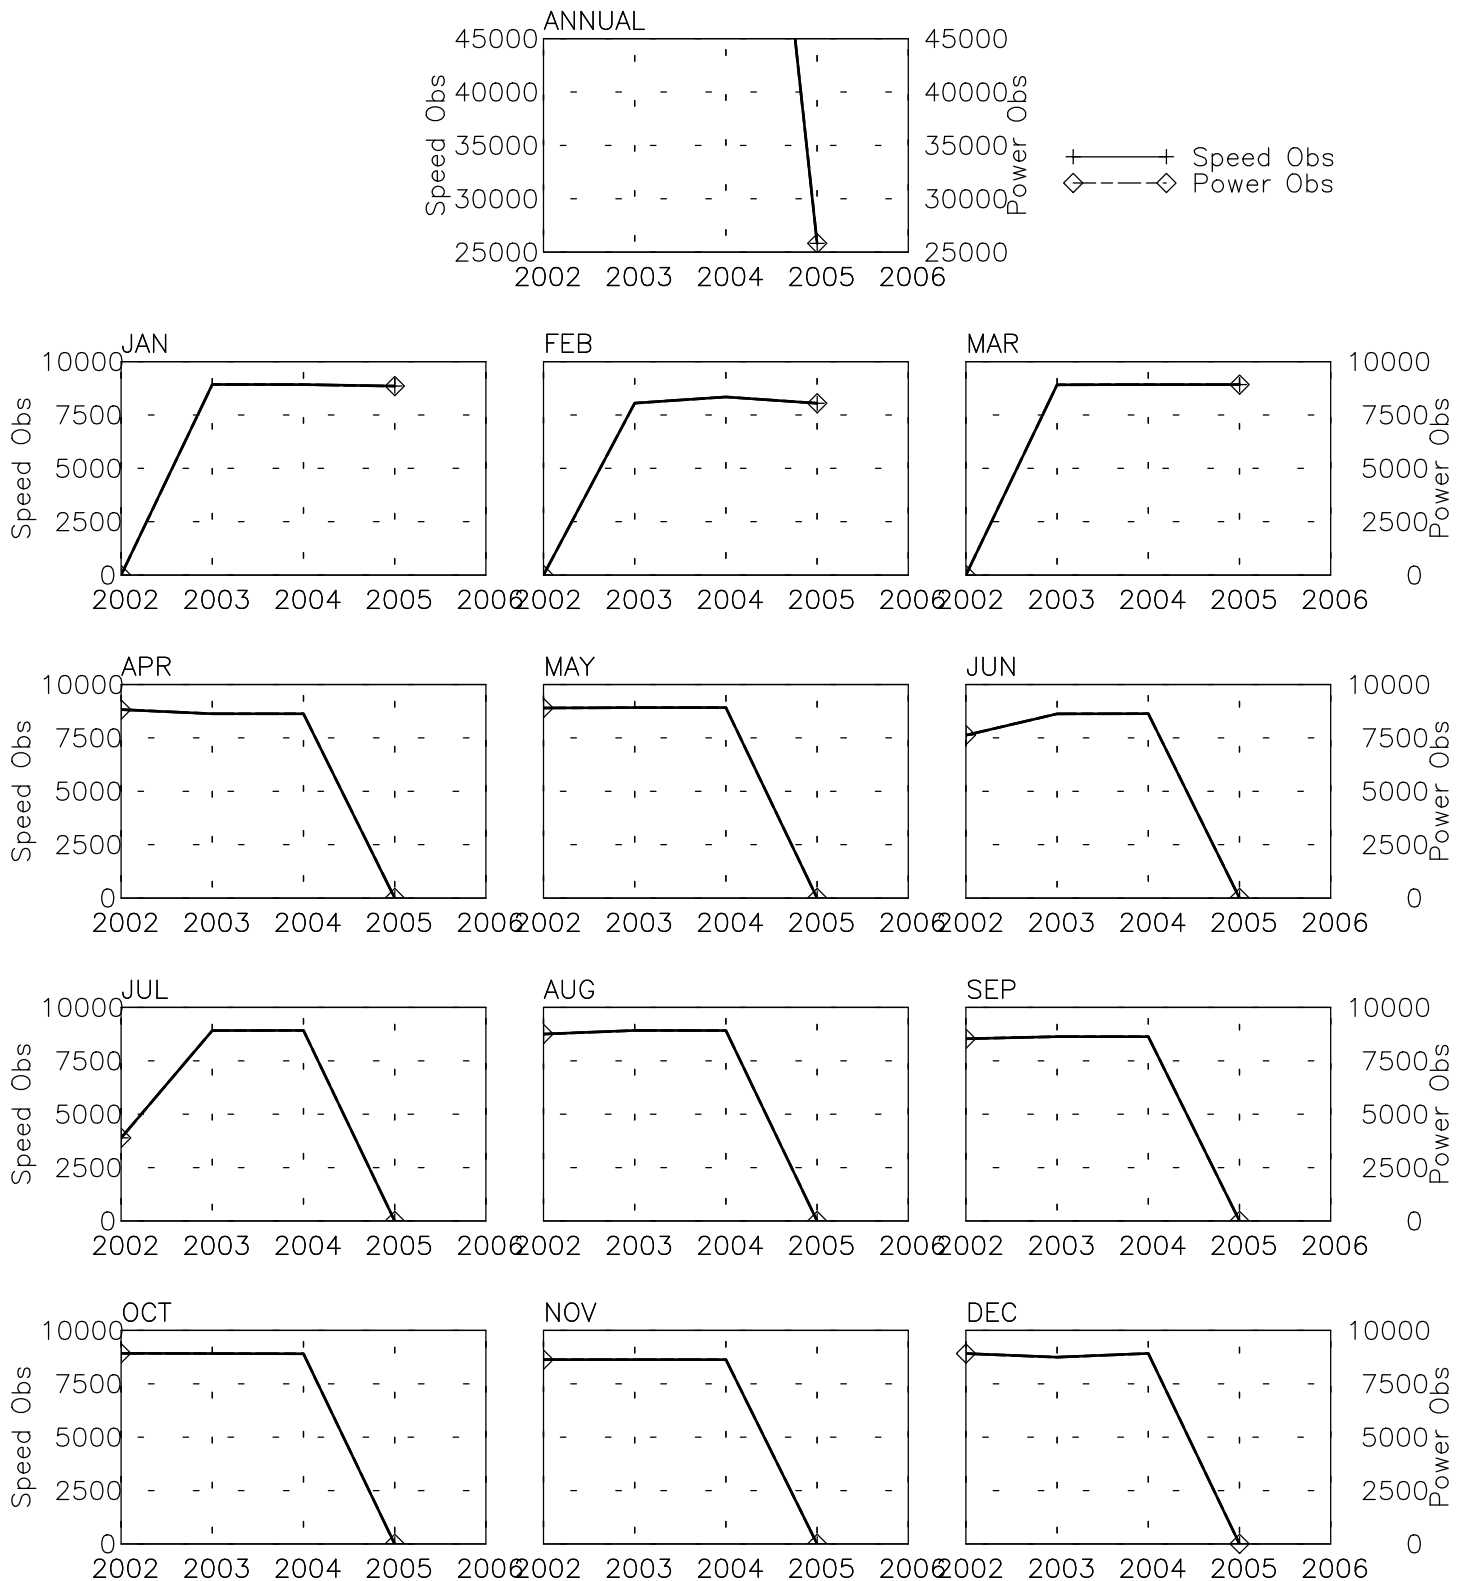 ANNUAL
45000 45000
40000 40000
35000 35000
30000 30000
25000 25000
Speed Obs
Power Obs
2002 2003 2004 2005 2006
Speed Obs
Power Obs
JAN FEB MAR
10000 10000
7500 7500
5000 5000
2500 2500
0 0
Speed Obs
Power Obs
2002 2003 2004 2005 2006 2002 2003 2004 2005 2006 2002 2003 2004 2005 2006
APR MAY JUN
10000 10000
7500 7500
5000 5000
2500 2500
0 0
Speed Obs
Power Obs
2002 2003 2004 2005 2006 2002 2003 2004 2005 2006 2002 2003 2004 2005 2006
JUL AUG SEP
10000 10000
7500 7500
5000 5000
2500 2500
0 0
Speed Obs
Power Obs
2002 2003 2004 2005 2006 2002 2003 2004 2005 2006 2002 2003 2004 2005 2006
OCT NOV DEC
10000 10000
7500 7500
5000 5000
2500 2500
0 0
Speed Obs
Power Obs
2002 2003 2004 2005 2006 2002 2003 2004 2005 2006 2002 2003 2004 2005 2006